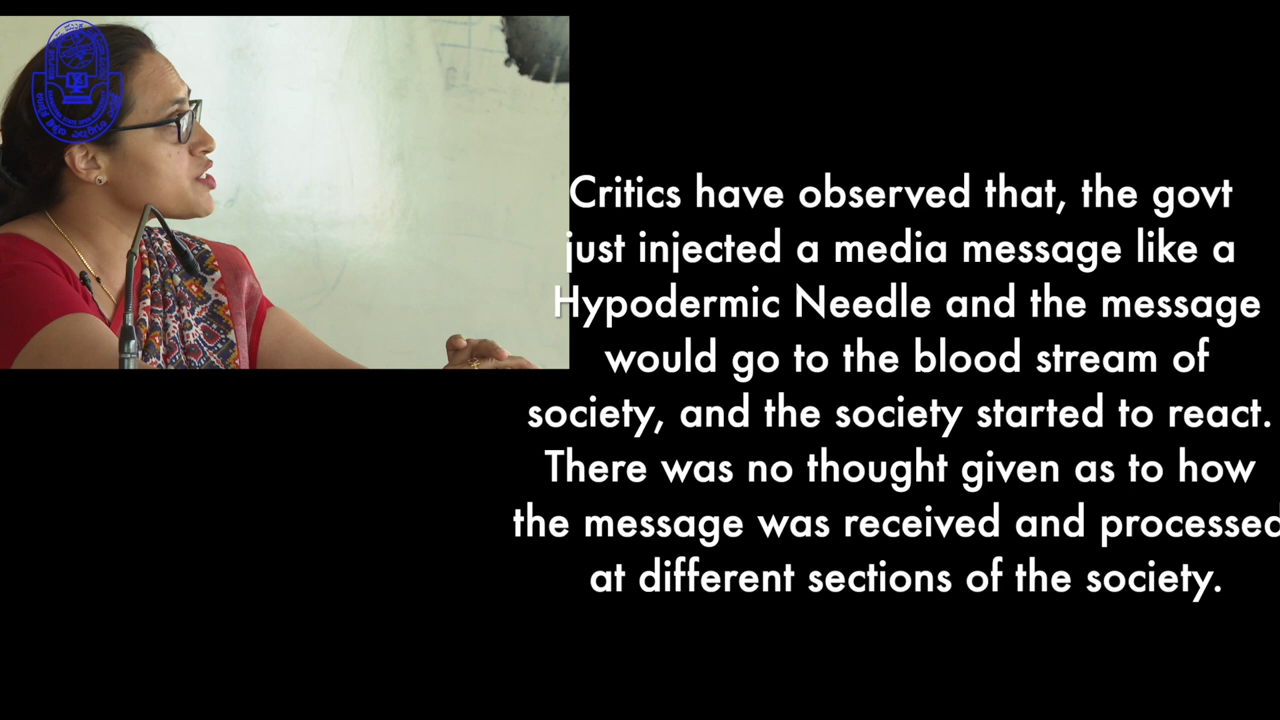 Critics have observed that, the govt
just injected a media message like a
Hypodermic Needle and the message
would go to the blood stream of
society, and the society started to react.
There was no thought given as to how
the message was received and processed
at different sections of the society.